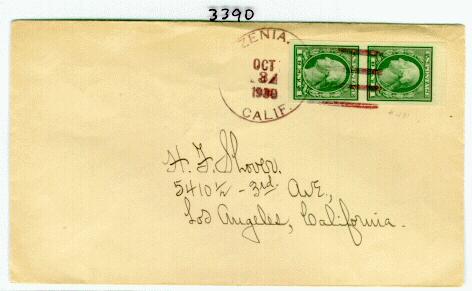 3390
ZENIA.
OCT
1930
CALIF.
H. F. Shover.
5410½ - 3rd. AVE.,
Los Angeles, California.